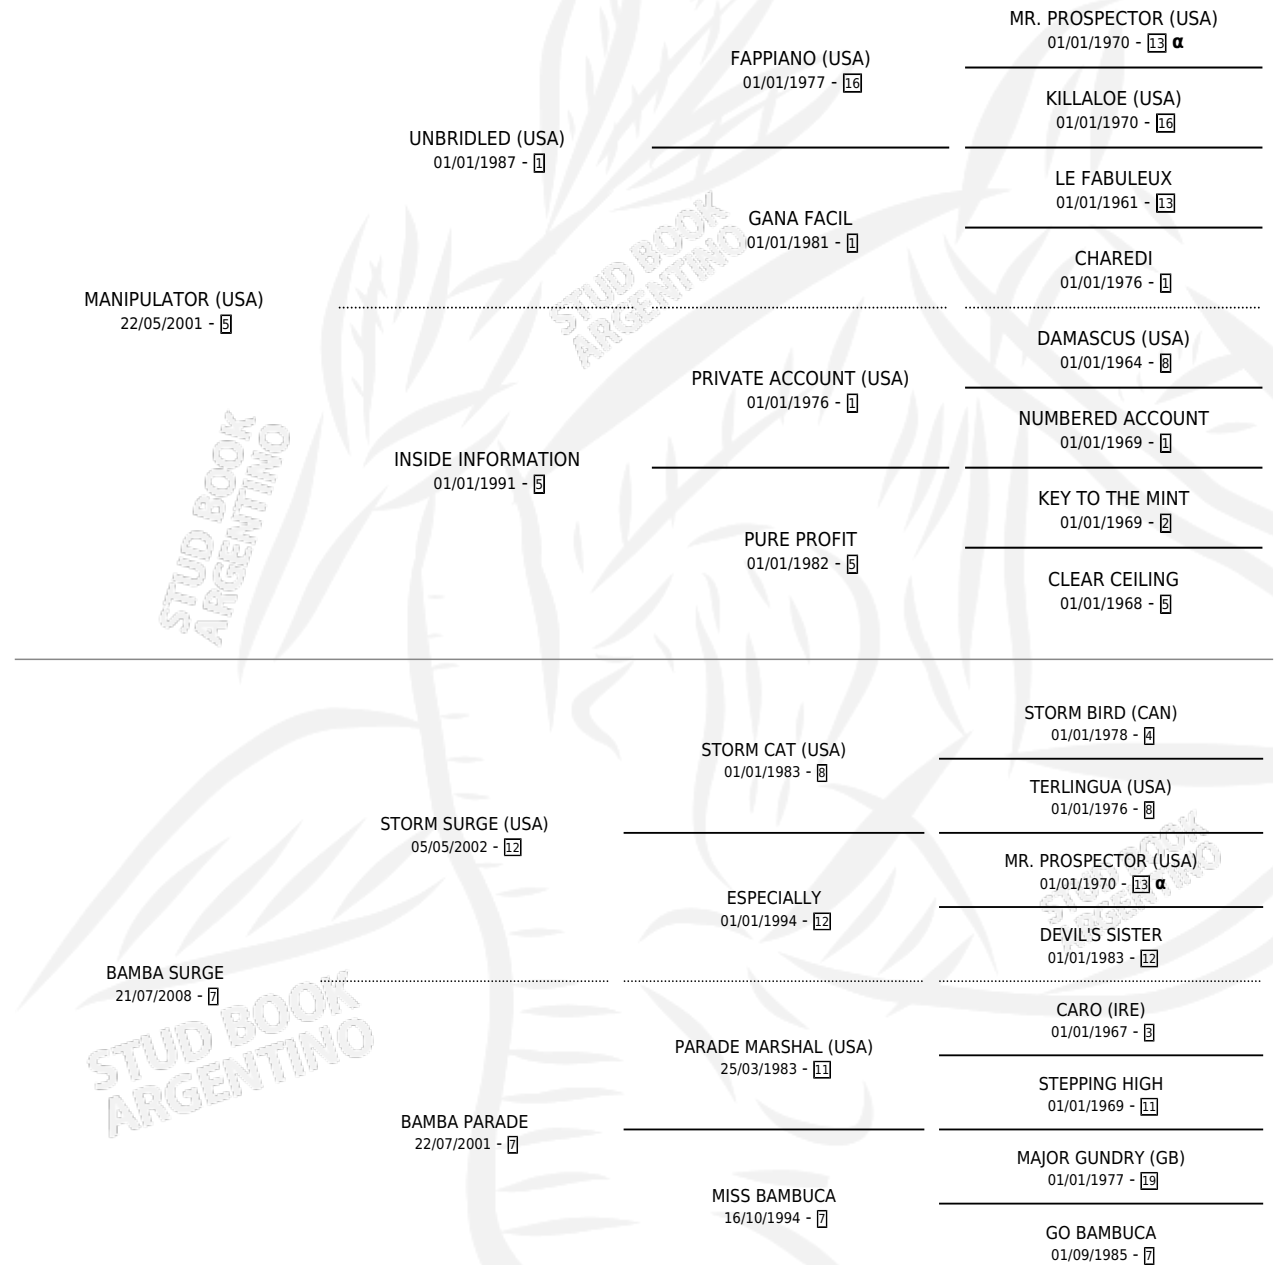 MR. PROSPECTOR (USA)
01/01/1970 - 13 α
FAPPIANO (USA)
01/01/1977 - 16
KILLALOE (USA)
01/01/1970 - 16
UNBRIDLED (USA)
01/01/1987 - 1
LE FABULEUX
01/01/1961 - 13
GANA FACIL
01/01/1981 - 1
CHAREDI
01/01/1976 - 1
MANIPULATOR (USA)
22/05/2001 - 5
DAMASCUS (USA)
01/01/1964 - 8
PRIVATE ACCOUNT (USA)
01/01/1976 - 1
NUMBERED ACCOUNT
01/01/1969 - 1
INSIDE INFORMATION
01/01/1991 - 5
KEY TO THE MINT
01/01/1969 - 2
PURE PROFIT
01/01/1982 - 5
CLEAR CEILING
01/01/1968 - 5
STORM BIRD (CAN)
01/01/1978 - 4
STORM CAT (USA)
01/01/1983 - 8
TERLINGUA (USA)
01/01/1976 - 8
STORM SURGE (USA)
05/05/2002 - 12
MR. PROSPECTOR (USA)
01/01/1970 - 13 α
ESPECIALLY
01/01/1994 - 12
DEVIL'S SISTER
01/01/1983 - 12
BAMBA SURGE
21/07/2008 - 7
CARO (IRE)
01/01/1967 - 3
PARADE MARSHAL (USA)
25/03/1983 - 11
STEPPING HIGH
01/01/1969 - 11
BAMBA PARADE
22/07/2001 - 7
MAJOR GUNDRY (GB)
01/01/1977 - 19
MISS BAMBUCA
16/10/1994 - 7
GO BAMBUCA
01/09/1985 - 7
STUD BOOK
ARGENTINO
STUD BOOK
ARGENTINO
STUD BOOK
ARGENTINO
STUD BOOK
ARGENTINO